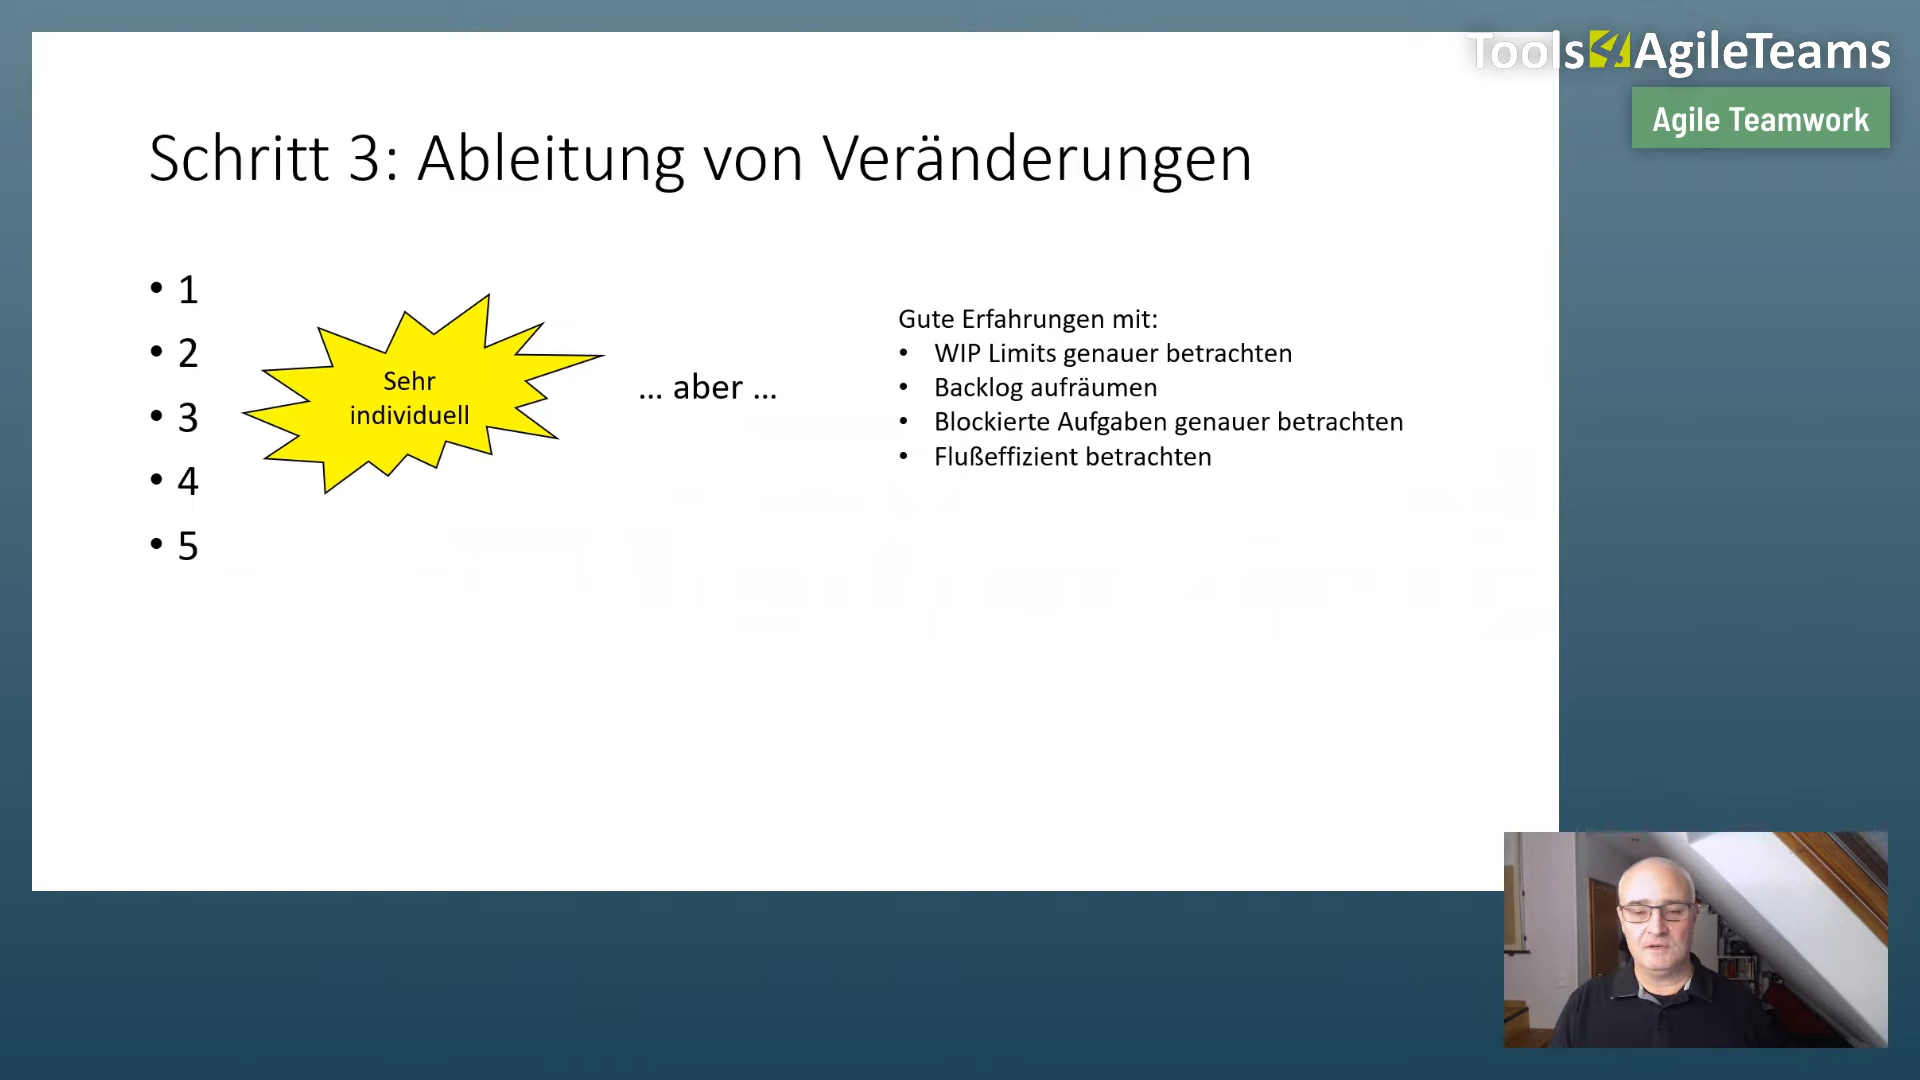 Tools4AgileTeams
Agile Teamwork
Schritt 3: Ableitung von Veränderungen
• 1
• 2
• 3
• 4
• 5
Sehr
individuell
... aber ...
Gute Erfahrungen mit:
• WIP Limits genauer betrachten
• Backlog aufräumen
• Blockierte Aufgaben genauer betrachten
• Flußeffizient betrachten